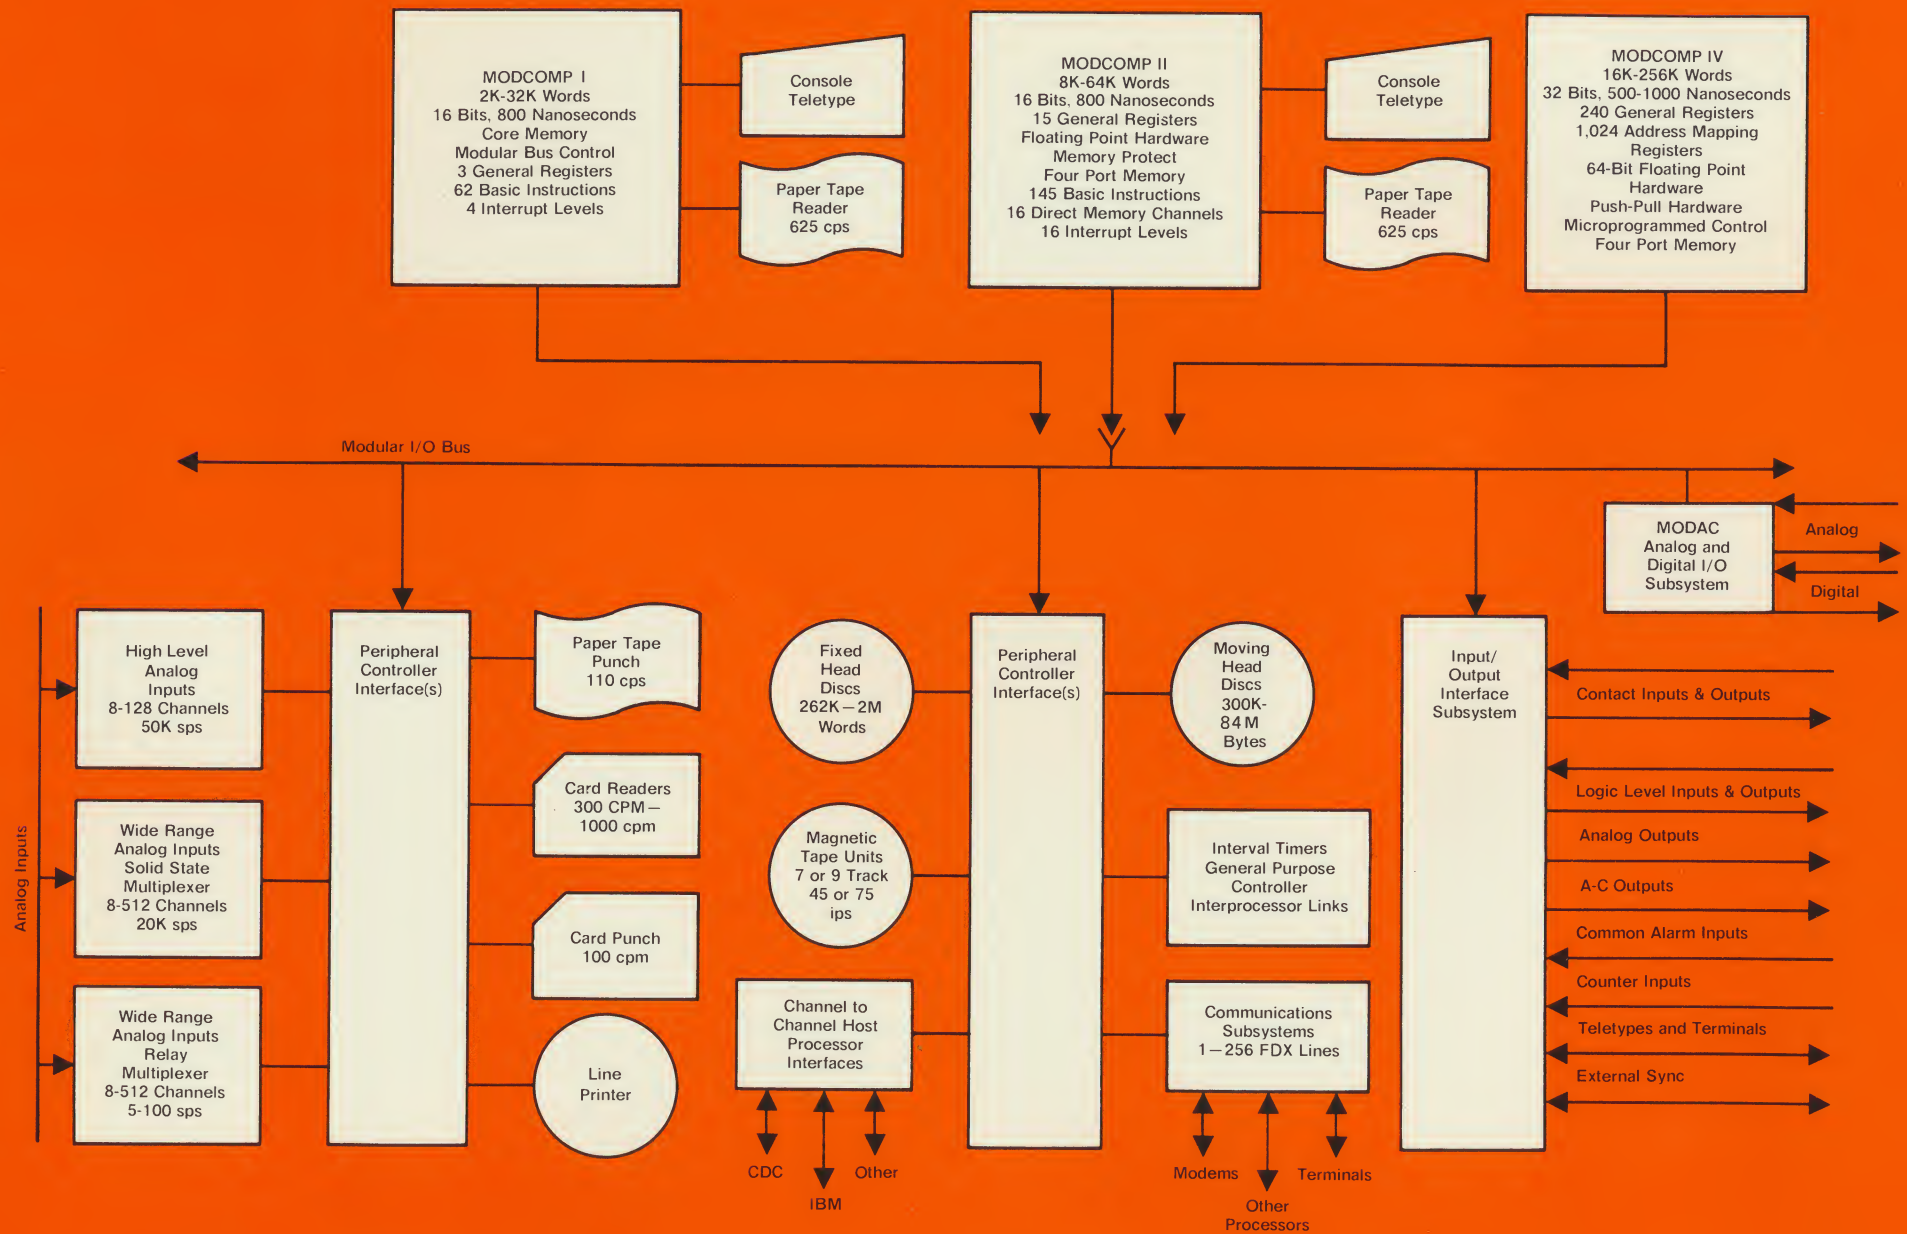 MODCOMP I
2K-32K Words
16 Bits, 800 Nanoseconds
Core Memory
Modular Bus Control
3 General Registers
62 Basic Instructions
4 Interrupt Levels
Console
Teletype
Paper Tape
Reader
625 cps
MODCOMP II
8K-64K Words
16 Bits, 800 Nanoseconds
15 General Registers
Floating Point Hardware
Memory Protect
Four Port Memory
145 Basic Instructions
16 Direct Memory Channels
16 Interrupt Levels
Console
Teletype
Paper Tape
Reader
625 cps
MODCOMP IV
16K-256K Words
32 Bits, 500-1000 Nanoseconds
240 General Registers
1,024 Address Mapping
Registers
64-Bit Floating Point
Hardware
Push-Pull Hardware
Microprogrammed Control
Four Port Memory
Modular I/O Bus
MODAC
Analog and
Digital I/O
Subsystem
Analog
Digital
Analog Inputs
High Level
Analog
Inputs
8-128 Channels
50K sps
Wide Range
Analog Inputs
Solid State
Multiplexer
8-512 Channels
20K sps
Wide Range
Analog Inputs
Relay
Multiplexer
8-512 Channels
5-100 sps
Peripheral
Controller
Interface(s)
Paper Tape
Punch
110 cps
Card Readers
300 CPM—
1000 cpm
Card Punch
100 cpm
Line
Printer
Fixed
Head
Discs
262K—2M
Words
Magnetic
Tape Units
7 or 9 Track
45 or 75
ips
Channel to
Channel Host
Processor
Interfaces
CDC
IBM
Other
Peripheral
Controller
Interface(s)
Moving
Head
Discs
300K-
84M
Bytes
Interval Timers
General Purpose
Controller
Interprocessor Links
Communications
Subsystems
1—256 FDX Lines
Modems
Other
Processors
Terminals
Input/
Output
Interface
Subsystem
Contact Inputs & Outputs
Logic Level Inputs & Outputs
Analog Outputs
A-C Outputs
Common Alarm Inputs
Counter Inputs
Teletypes and Terminals
External Sync